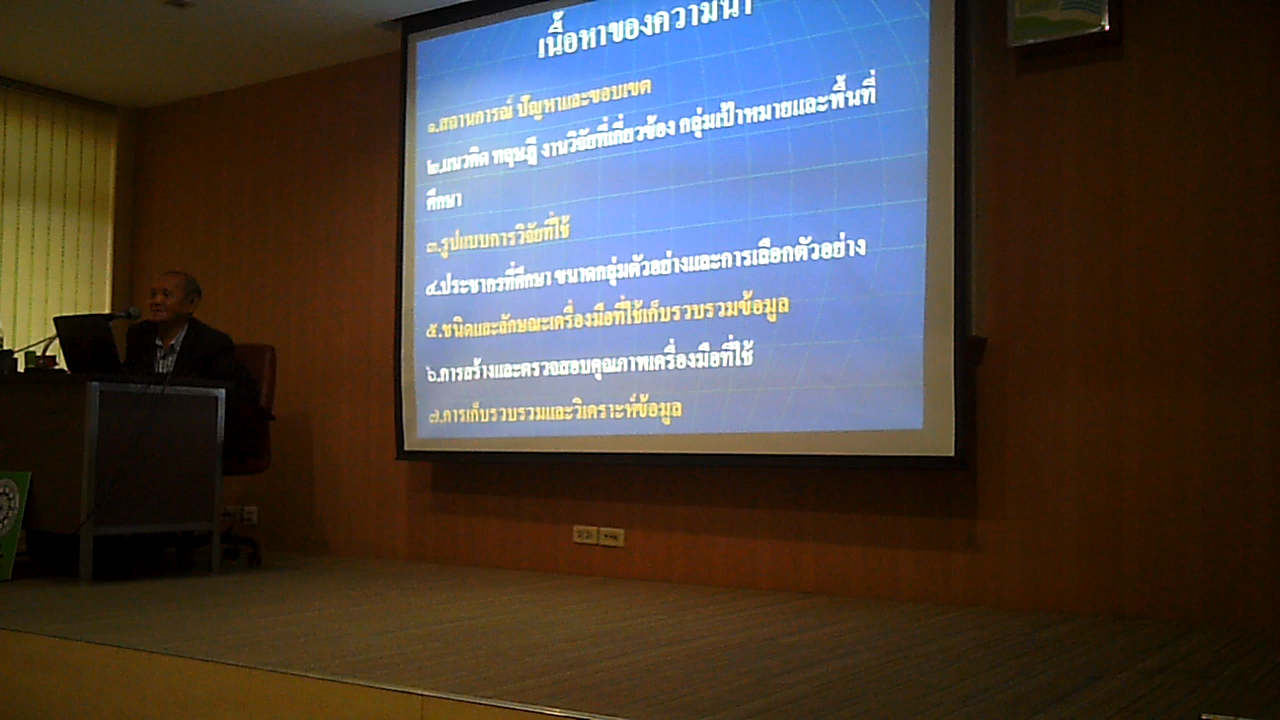 เนื้อหาของความนำ
๑.สถานการณ์ ปัญหาและขอบเขต
๒.แนวคิด ทฤษฎี งานวิจัยที่เกี่ยวข้อง กลุ่มเป้าหมายและพื้นที่
ศึกษา
๓.รูปแบบการวิจัยที่ใช้
๔.ประชากรที่ศึกษา ขนาดกลุ่มตัวอย่างและการเลือกตัวอย่าง
๕.ชนิดและลักษณะเครื่องมือที่ใช้เก็บรวบรวมข้อมูล
๖.การสร้างและตรวจสอบคุณภาพเครื่องมือที่ใช้
๗.การเก็บรวบรวมและวิเคราะห์ข้อมูล